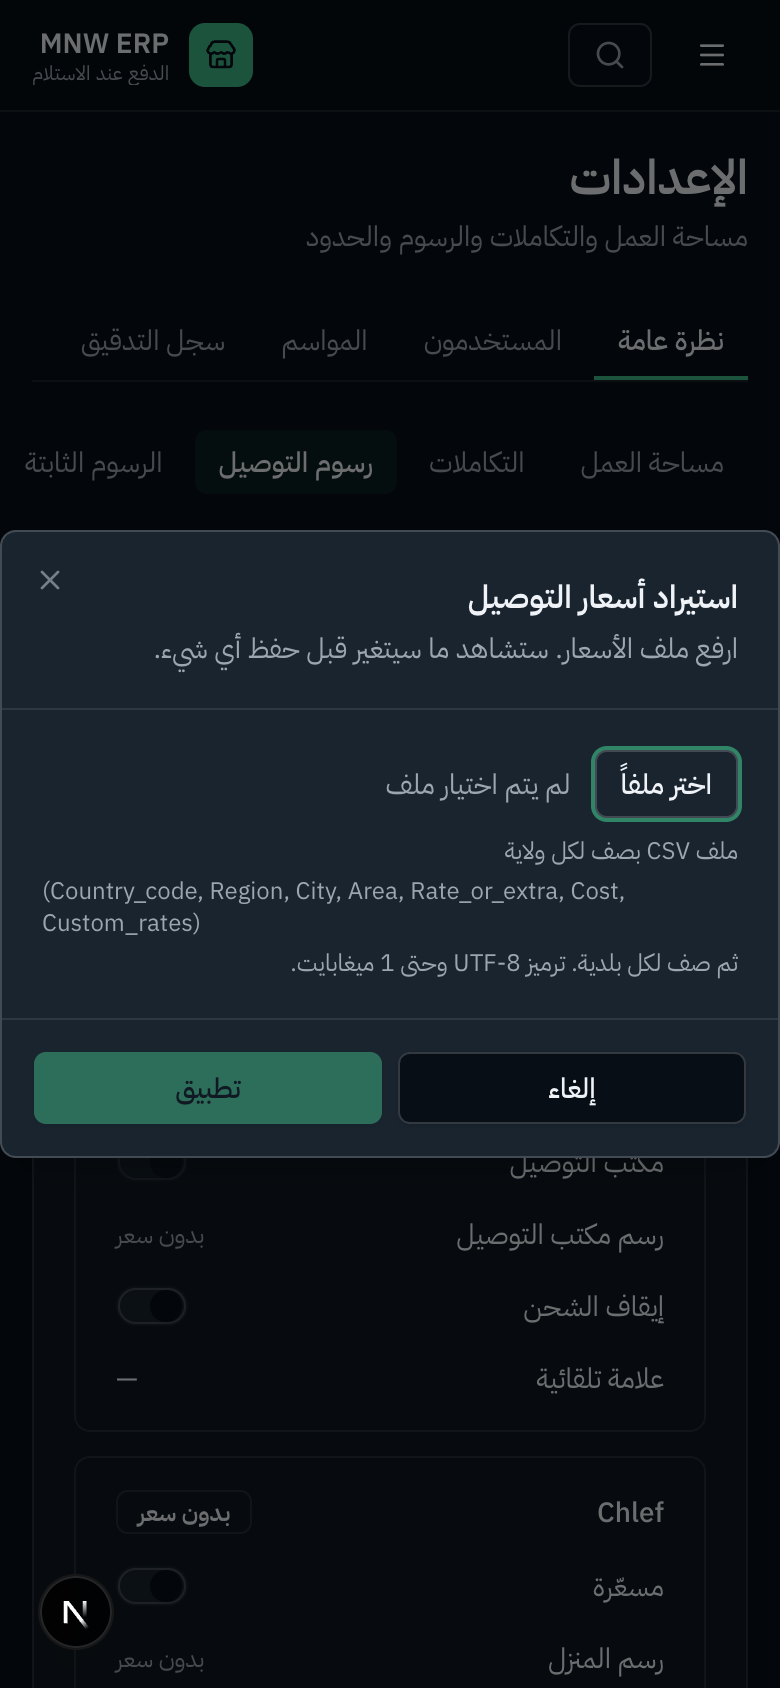 MNW ERP
الدفع عند الاستلام
الإعدادات
مساحة العمل والتكاملات والرسوم والحدود
نظرة عامة
المستخدمون
المواسم
سجل التدقيق
مساحة العمل
التكاملات
رسوم التوصيل
الرسوم الثابتة
استيراد أسعار التوصيل
ارفع ملف الأسعار. ستشاهد ما سيتغير قبل حفظ أي شيء.
اختر ملفاً
لم يتم اختيار ملف
ملف CSV بصف لكل ولاية
(Country_code, Region, City, Area, Rate_or_extra, Cost,
Custom_rates)
ثم صف لكل بلدية. ترميز UTF-8 وحتى 1 ميغابايت.
إلغاء
تطبيق
مكتب التوصيل
رسم مكتب التوصيل
بدون سعر
إيقاف الشحن
علامة تلقائية
—
Chlef
بدون سعر
مسعّرة
رسم المنزل
بدون سعر